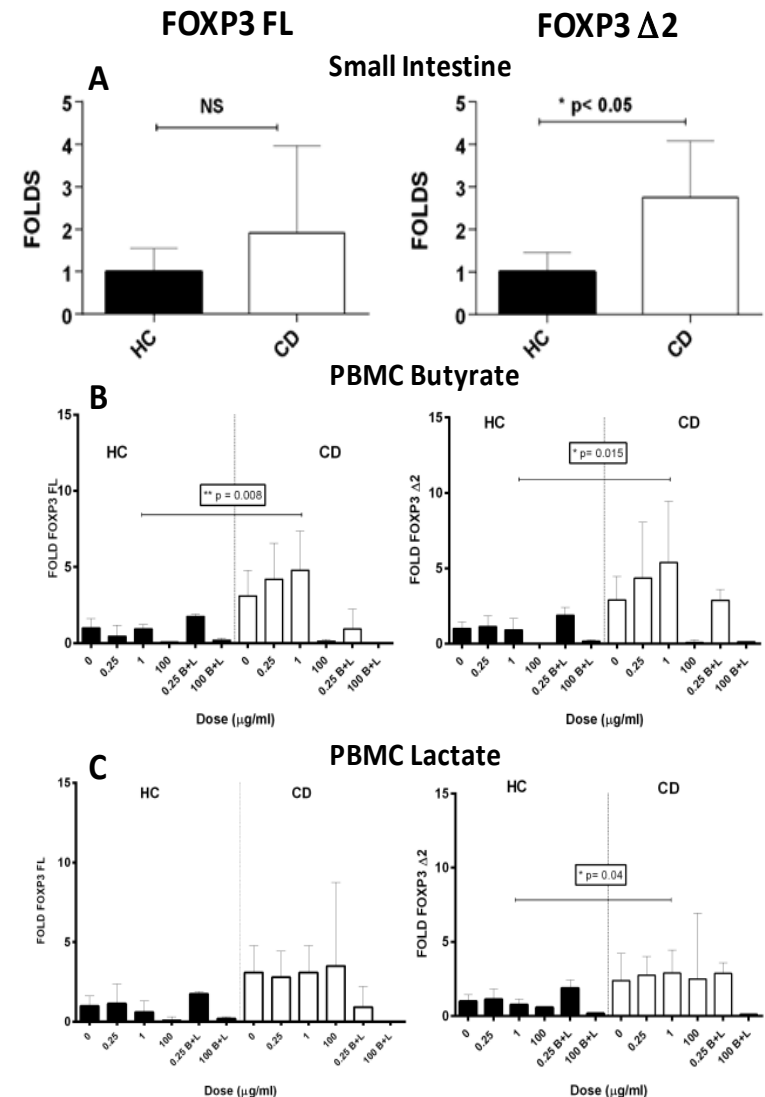 FOXP3 FL
FOXP3 Δ2
A
Small Intestine
5
4
3
2
1
0
FOLDS
NS
HC
CD
5
4
3
2
1
0
FOLDS
* p< 0.05
HC
CD
B
PBMC Butyrate
15
10
5
0
FOLD FOXP3 FL
HC
CD
** p = 0.008
0
0.25
1
100
0.25 B+L
100 B+L
0
0.25
1
100
0.25 B+L
100 B+L
Dose (μg/ml)
15
10
5
0
FOLD FOXP3 Δ2
HC
CD
* p= 0.015
0
0.25
1
100
0.25 B+L
100 B+L
0
0.25
1
100
0.25 B+L
100 B+L
Dose (μg/ml)
C
PBMC Lactate
15
10
5
0
FOLD FOXP3 FL
HC
CD
0
0.25
1
100
0.25 B+L
100 B+L
0
0.25
1
100
0.25 B+L
100 B+L
Dose (μg/ml)
15
10
5
0
FOLD FOXP3 Δ2
HC
CD
* p= 0.04
0
0.25
1
100
0.25 B+L
100 B+L
0
0.25
1
100
0.25 B+L
100 B+L
Dose (μg/ml)